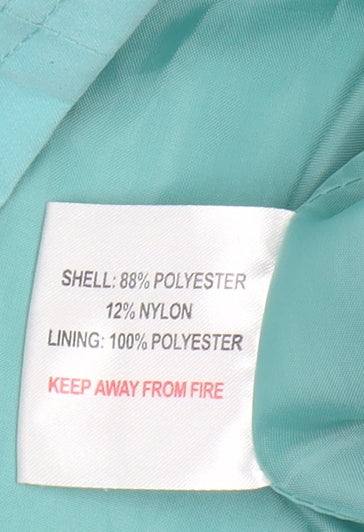 SHELL: 88% POLYESTER
12% NYLON
LINING: 100% POLYESTER
KEEP AWAY FROM FIRE